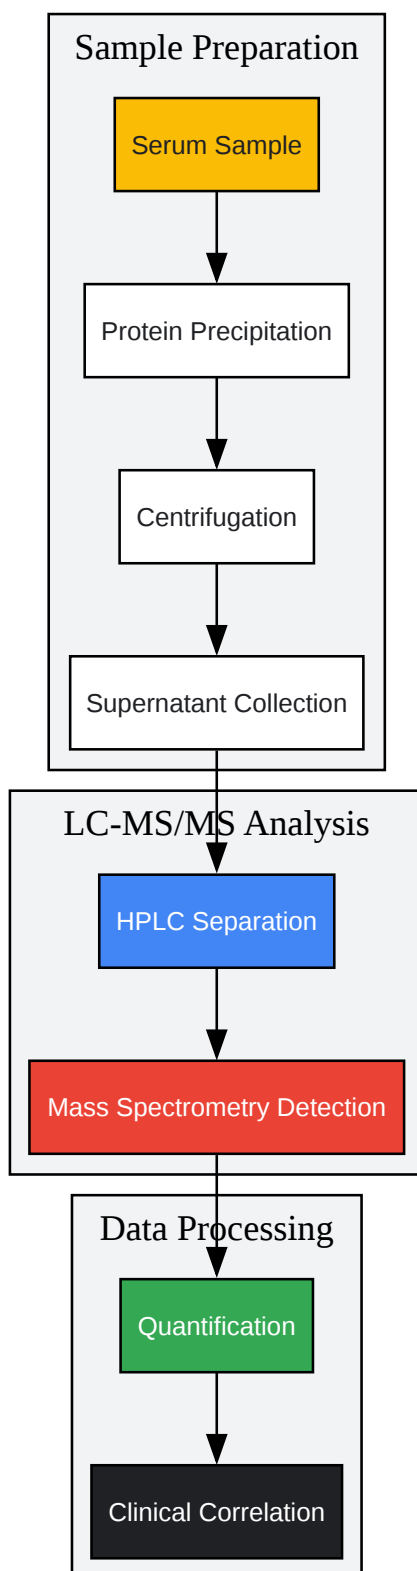 Sample Preparation
Serum Sample
Protein Precipitation
Centrifugation
Supernatant Collection
LC-MS/MS Analysis
HPLC Separation
Mass Spectrometry Detection
Data Processing
Quantification
Clinical Correlation